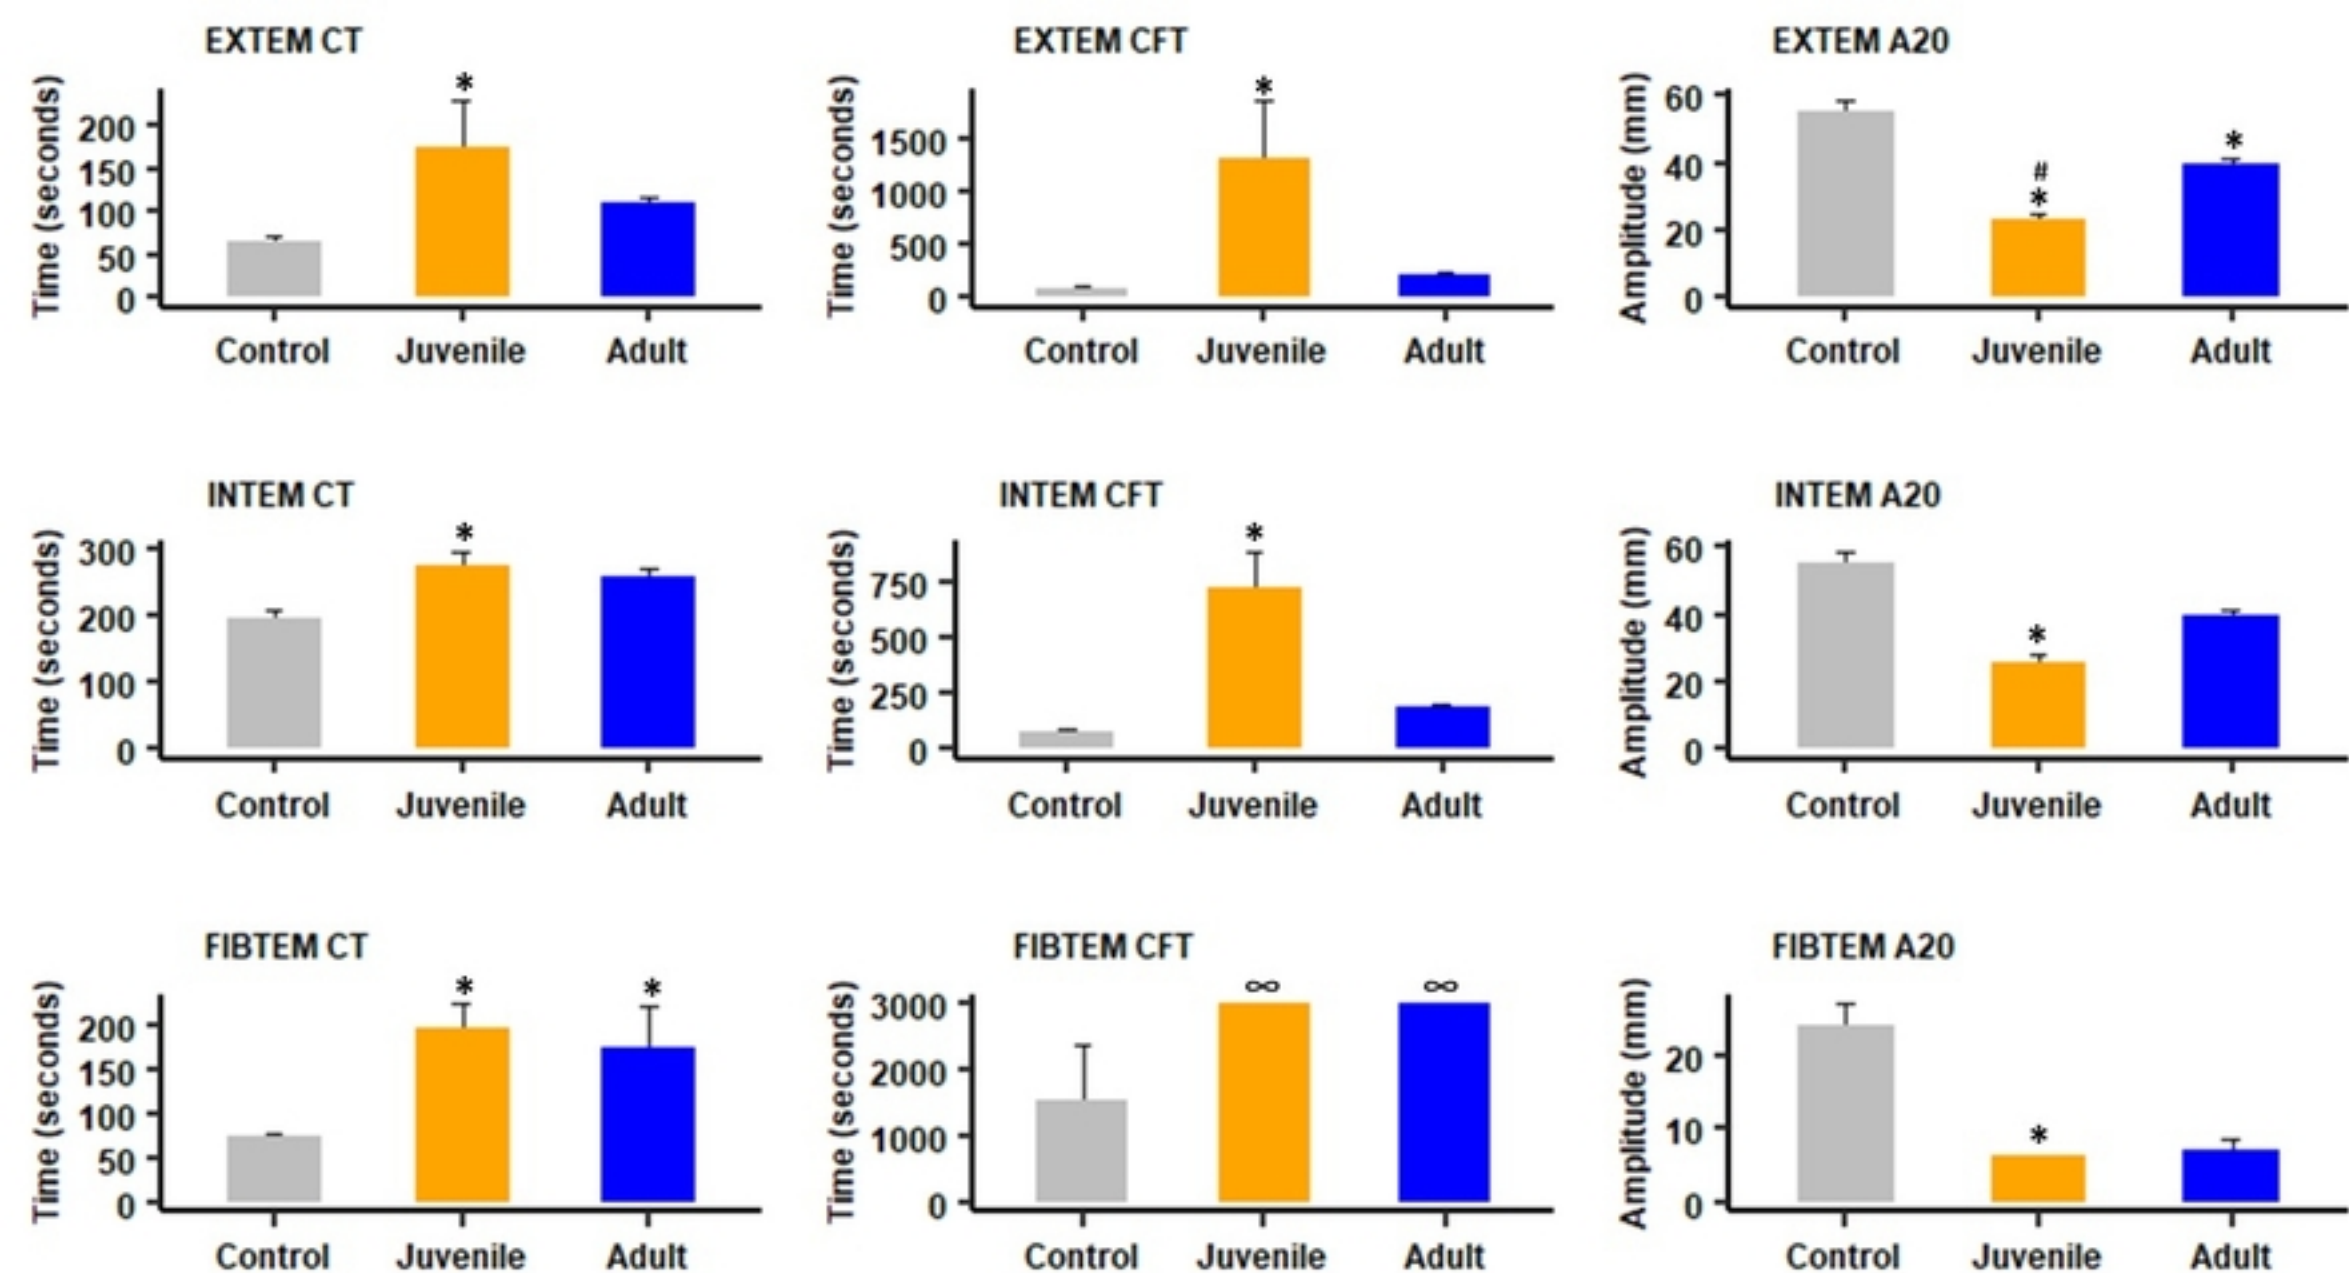 EXTEM CT
Time (seconds)
200
150
100
50
0
*
Control Juvenile Adult
EXTEM CFT
Time (seconds)
1500
1000
500
0
*
Control Juvenile Adult
EXTEM A20
Amplitude (mm)
60
40
20
0
#
*
*
Control Juvenile Adult
INTEM CT
Time (seconds)
300
200
100
0
*
Control Juvenile Adult
INTEM CFT
Time (seconds)
750
500
250
0
*
Control Juvenile Adult
INTEM A20
Amplitude (mm)
60
40
20
0
*
Control Juvenile Adult
FIBTEM CT
Time (seconds)
200
150
100
50
0
* *
Control Juvenile Adult
FIBTEM CFT
Time (seconds)
3000
2000
1000
0
∞ ∞
Control Juvenile Adult
FIBTEM A20
Amplitude (mm)
20
10
0
*
Control Juvenile Adult